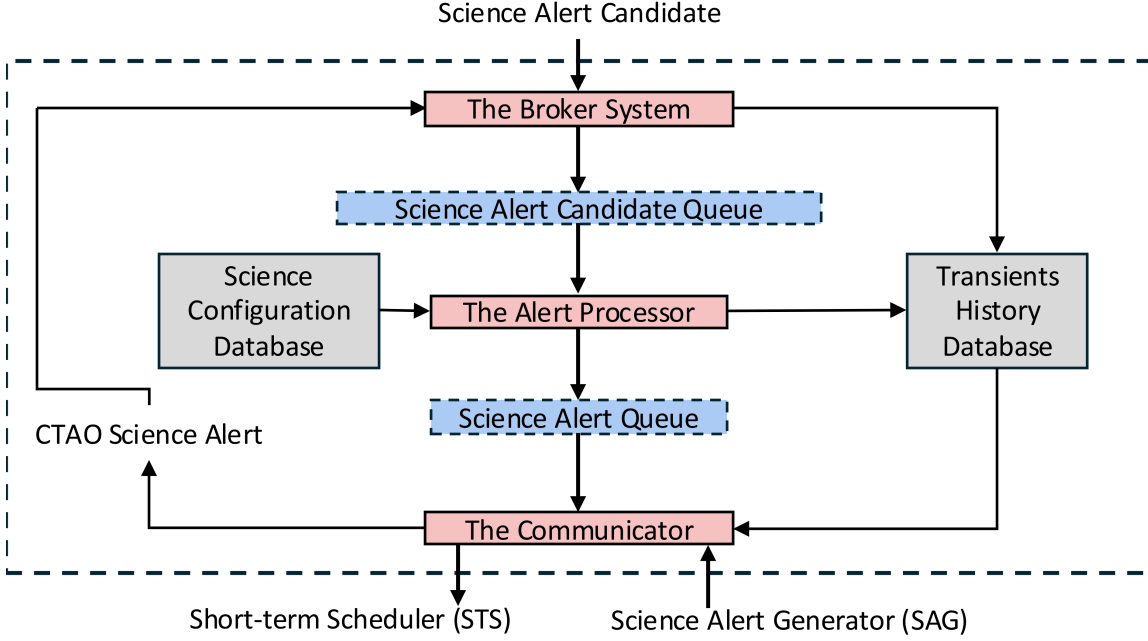 Science Alert Candidate
The Broker System
Science Alert Candidate Queue
Science
Configuration
Database
The Alert Processor
Transients
History
Database
Science Alert Queue
CTAO Science Alert
The Communicator
Short-term Scheduler (STS)
Science Alert Generator (SAG)